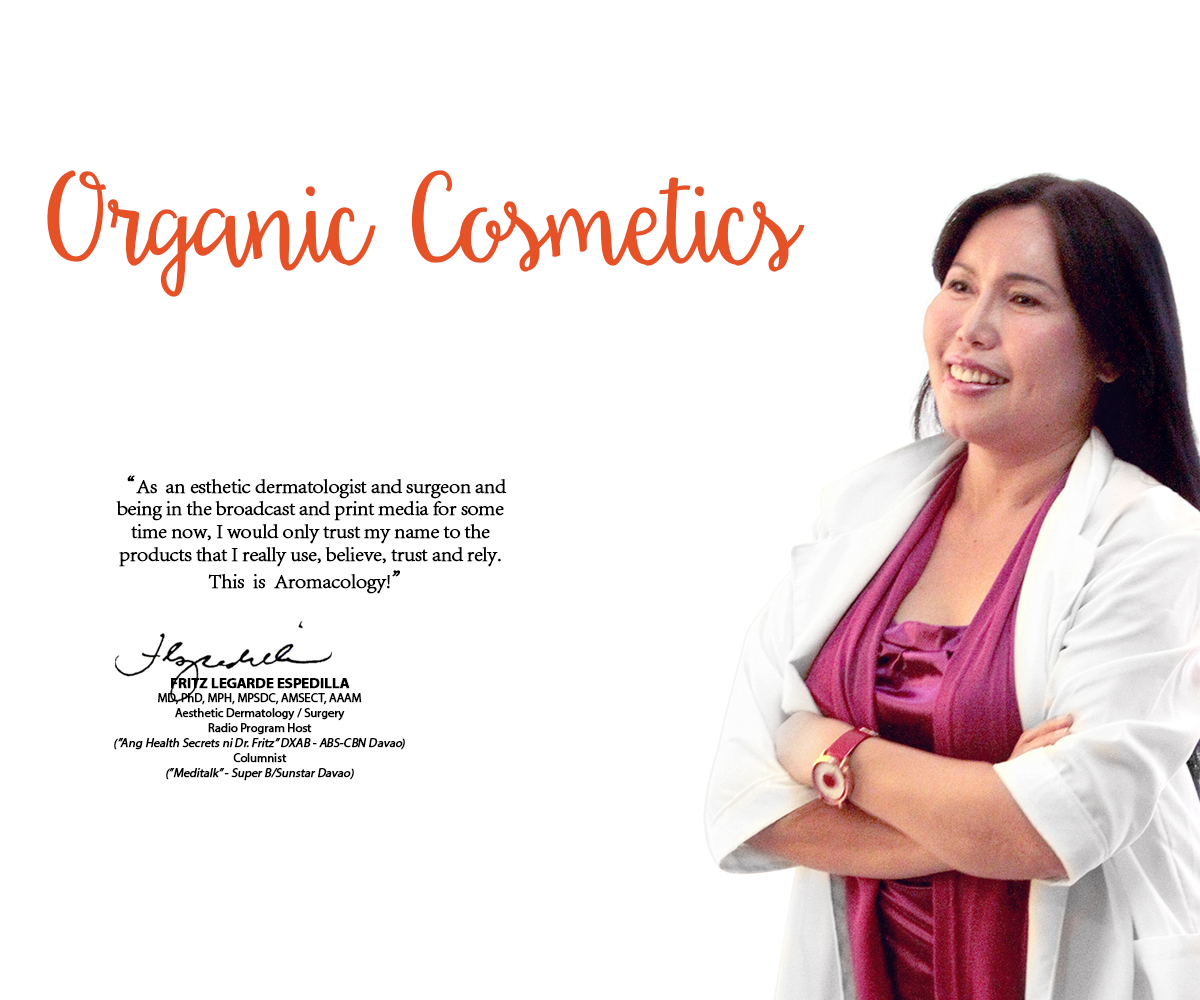 Organic Cosmetics
“As an esthetic dermatologist and surgeon and
being in the broadcast and print media for some
time now, I would only trust my name to the
products that I really use, believe, trust and rely.
This is Aromacology!”
FRITZ LEGARDE ESPEDILLA
MD, PhD, MPH, MPSDC, AMSECT, AAAM
Aesthetic Dermatology / Surgery
Radio Program Host
("Ang Health Secrets ni Dr. Fritz" DXAB - ABS-CBN Davao)
Columnist
("Meditalk" - Super B/Sunstar Davao)